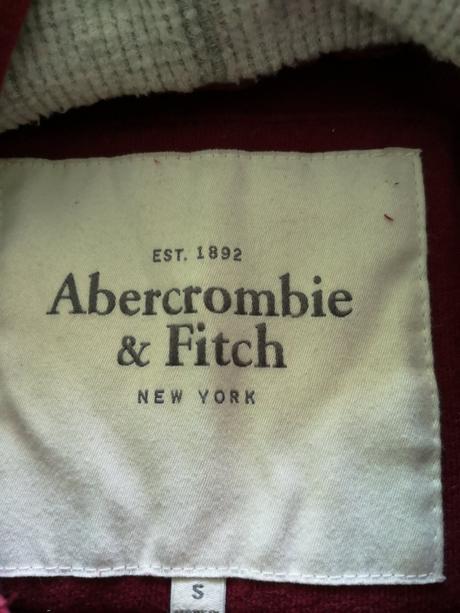 EST. 1892
Abercrombie
& Fitch
NEW YORK
S